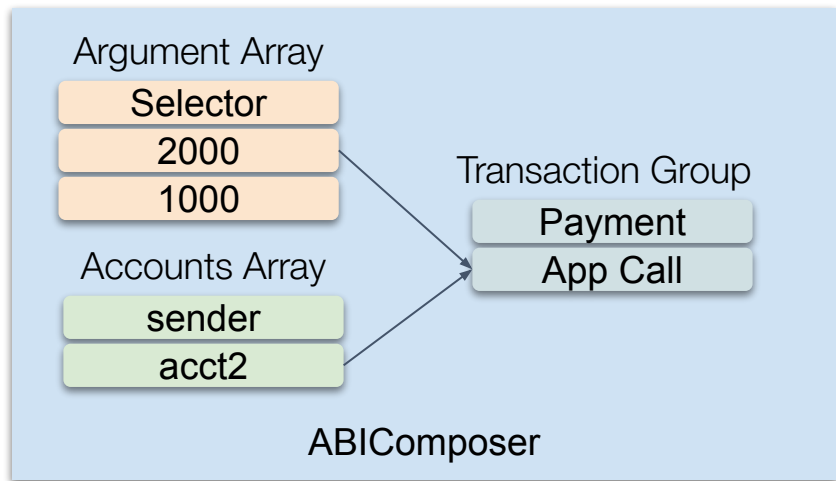 Argument Array
Selector
2000
1000
Accounts Array
sender
acct2
Transaction Group
Payment
App Call
ABIComposer